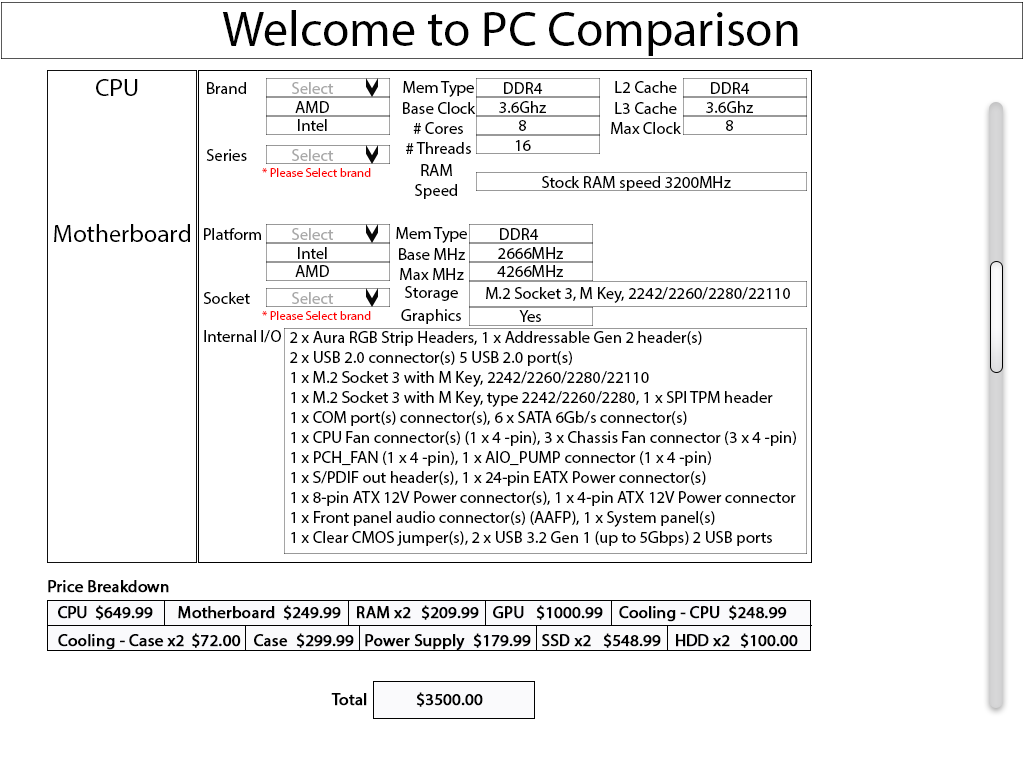 Welcome to PC Comparison
CPU
Brand Select Mem Type DDR4 L2 Cache DDR4
AMD Base Clock 3.6Ghz L3 Cache 3.6Ghz
Intel # Cores 8 Max Clock 8
Series Select # Threads 16
* Please Select brand
RAM Speed Stock RAM speed 3200MHz
Motherboard
Platform Select Mem Type DDR4
Intel Base MHz 2666MHz
AMD Max MHz 4266MHz
Socket Select Storage M.2 Socket 3, M Key, 2242/2260/2280/22110
* Please Select brand Graphics Yes
Internal I/O 2 x Aura RGB Strip Headers, 1 x Addressable Gen 2 header(s)
2 x USB 2.0 connector(s) 5 USB 2.0 port(s)
1 x M.2 Socket 3 with M Key, 2242/2260/2280/22110
1 x M.2 Socket 3 with M Key, type 2242/2260/2280, 1 x SPI TPM header
1 x COM port(s) connector(s), 6 x SATA 6Gb/s connector(s)
1 x CPU Fan connector(s) (1 x 4 -pin), 3 x Chassis Fan connector (3 x 4 -pin)
1 x PCH_FAN (1 x 4 -pin), 1 x AIO_PUMP connector (1 x 4 -pin)
1 x S/PDIF out header(s), 1 x 24-pin EATX Power connector(s)
1 x 8-pin ATX 12V Power connector(s), 1 x 4-pin ATX 12V Power connector
1 x Front panel audio connector(s) (AAFP), 1 x System panel(s)
1 x Clear CMOS jumper(s), 2 x USB 3.2 Gen 1 (up to 5Gbps) 2 USB ports
Price Breakdown
CPU $649.99 Motherboard $249.99 RAM x2 $209.99 GPU $1000.99 Cooling - CPU $248.99
Cooling - Case x2 $72.00 Case $299.99 Power Supply $179.99 SSD x2 $548.99 HDD x2 $100.00
Total $3500.00